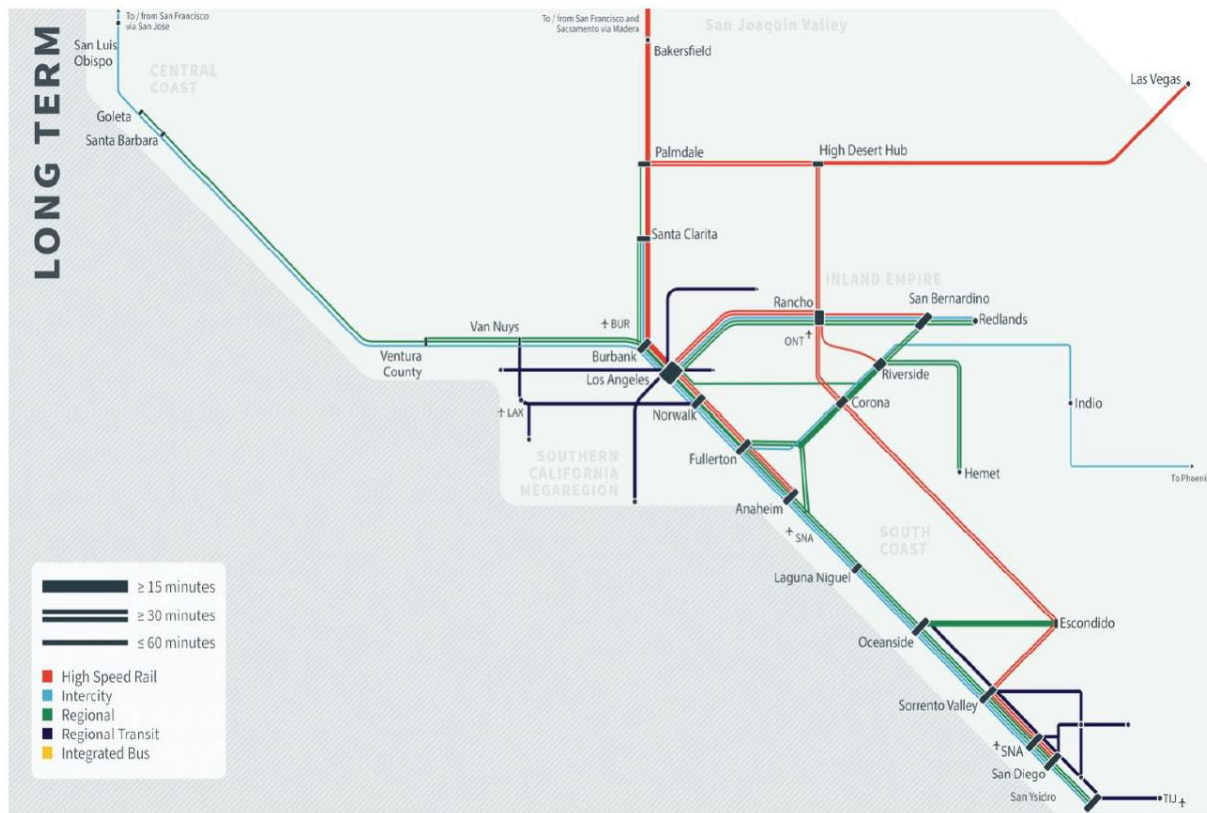 LONG TERM
To / from San Francisco
via San Jose
San Luis
Obispo
CENTRAL
COAST
Goleta
Santa Barbara
To / from San Francisco and
Sacramento via Madera
San Joaquin Valley
Bakersfield
Las Vegas
Palmdale
High Desert Hub
Santa Clarita
INLAND EMPIRE
Rancho
San Bernardino
Redlands
BUR
ONT
Van Nuys
Ventura
County
Burbank
Los Angeles
Riverside
LAX
Norwalk
Corona
Indio
Fullerton
SOUTHERN
CALIFORNIA
MEGAREGION
Hemet
To Phoenix
Anaheim
SNA
SOUTH
COAST
Laguna Niguel
Oceanside
Escondido
Sorrento Valley
SNA
San Diego
San Ysidro
TIJ
≥ 15 minutes
≥ 30 minutes
≤ 60 minutes
High Speed Rail
Intercity
Regional
Regional Transit
Integrated Bus